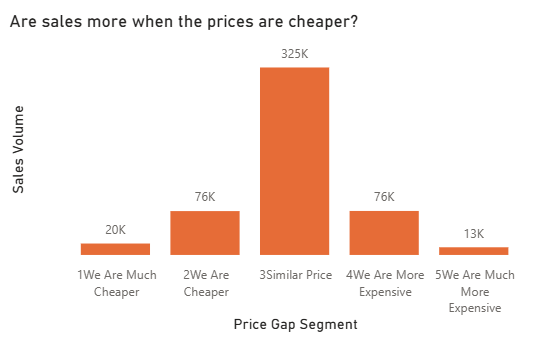 Are sales more when the prices are cheaper?
325K
76K
76K
20K
13K
Sales Volume
1We Are Much
Cheaper
2We Are
Cheaper
3Similar Price
4We Are More
Expensive
5We Are Much
More
Expensive
Price Gap Segment